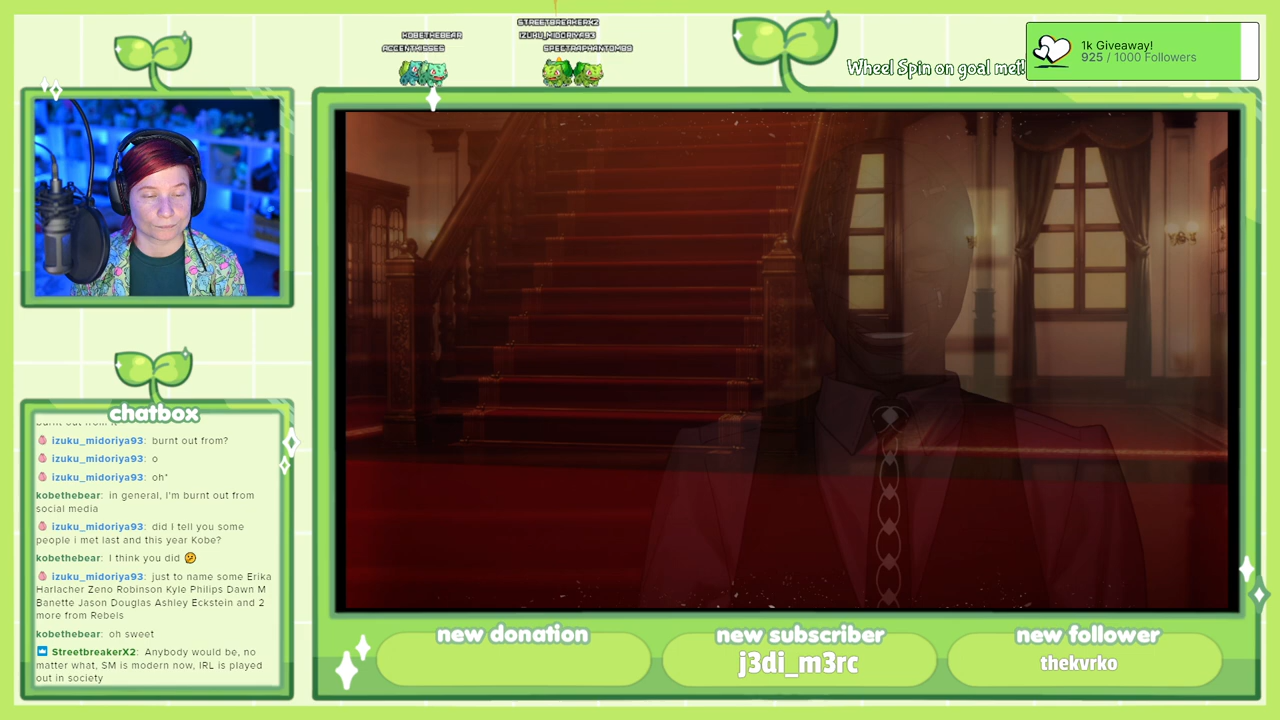 STREETBREAKERX2
KOBETHEBEAR
IZUKU_MIDORIYA93
ACCENTKISSES
SPECTRAPHANTOM86
Wheel Spin on goal met!
1k Giveaway!
925 / 1000 Followers
chatbox
izuku_midoriya93: burnt out from?
izuku_midoriya93: o
izuku_midoriya93: oh*
kobethebear: in general, I'm burnt out from
social media
izuku_midoriya93: did I tell you some
people i met last and this year Kobe?
kobethebear: I think you did
izuku_midoriya93: just to name some Erika
Harlacher Zeno Robinson Kyle Philips Dawn M
Banette Jason Douglas Ashley Eckstein and 2
more from Rebels
kobethebear: oh sweet
StreetbreakerX2: Anybody would be, no
matter what, SM is modern now, IRL is played
out in society
new donation
new subscriber
j3di_m3rc
new follower
thekvrko